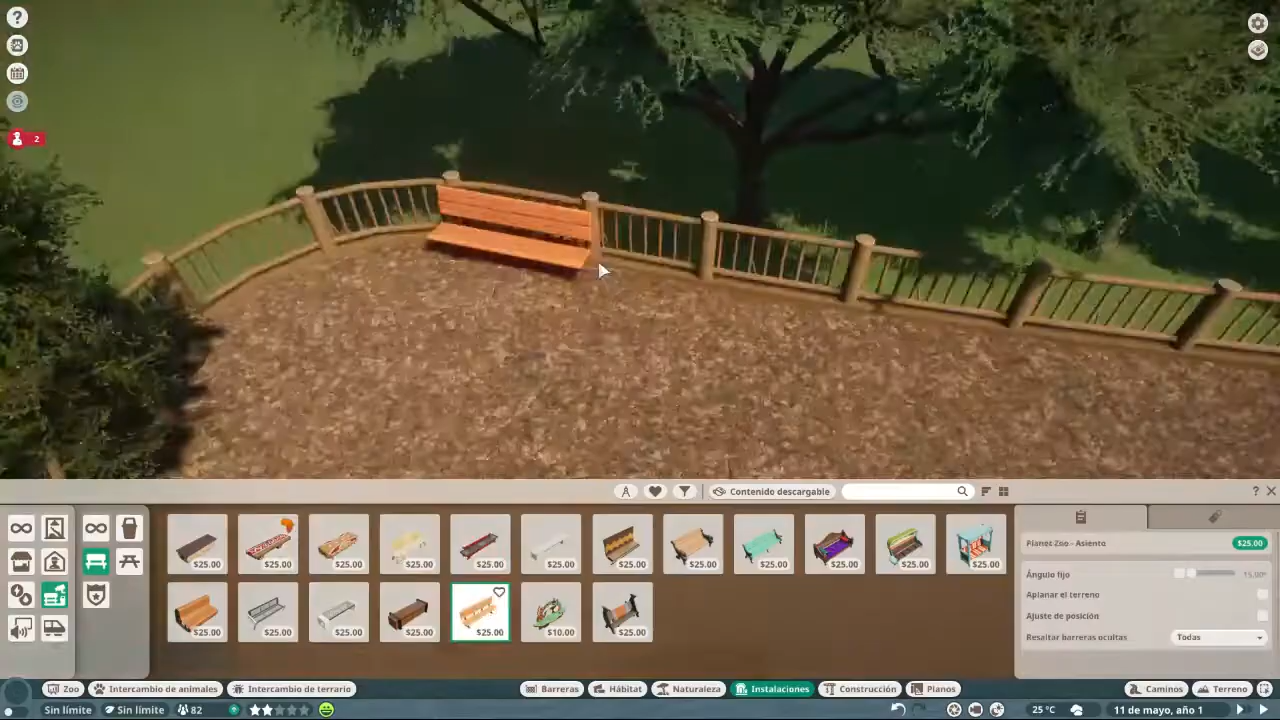 ?
2
Contenido descargable
?
$25.00 $25.00 $25.00 $25.00 $25.00 $25.00 $25.00 $25.00 $25.00 $25.00 $25.00 $25.00
$25.00 $25.00 $25.00 $25.00 $25.00 $10.00 $25.00
Planet Zoo - Asiento $25.00
Ángulo fijo 15,00°
Aplanar el terreno
Ajuste de posición
Resaltar barreras ocultas Todas
Zoo Intercambio de animales Intercambio de terrario Barreras Hábitat Naturaleza Instalaciones Construcción Planos Caminos Terreno
Sin límite Sin límite 82 25 °C 11 de mayo, año 1